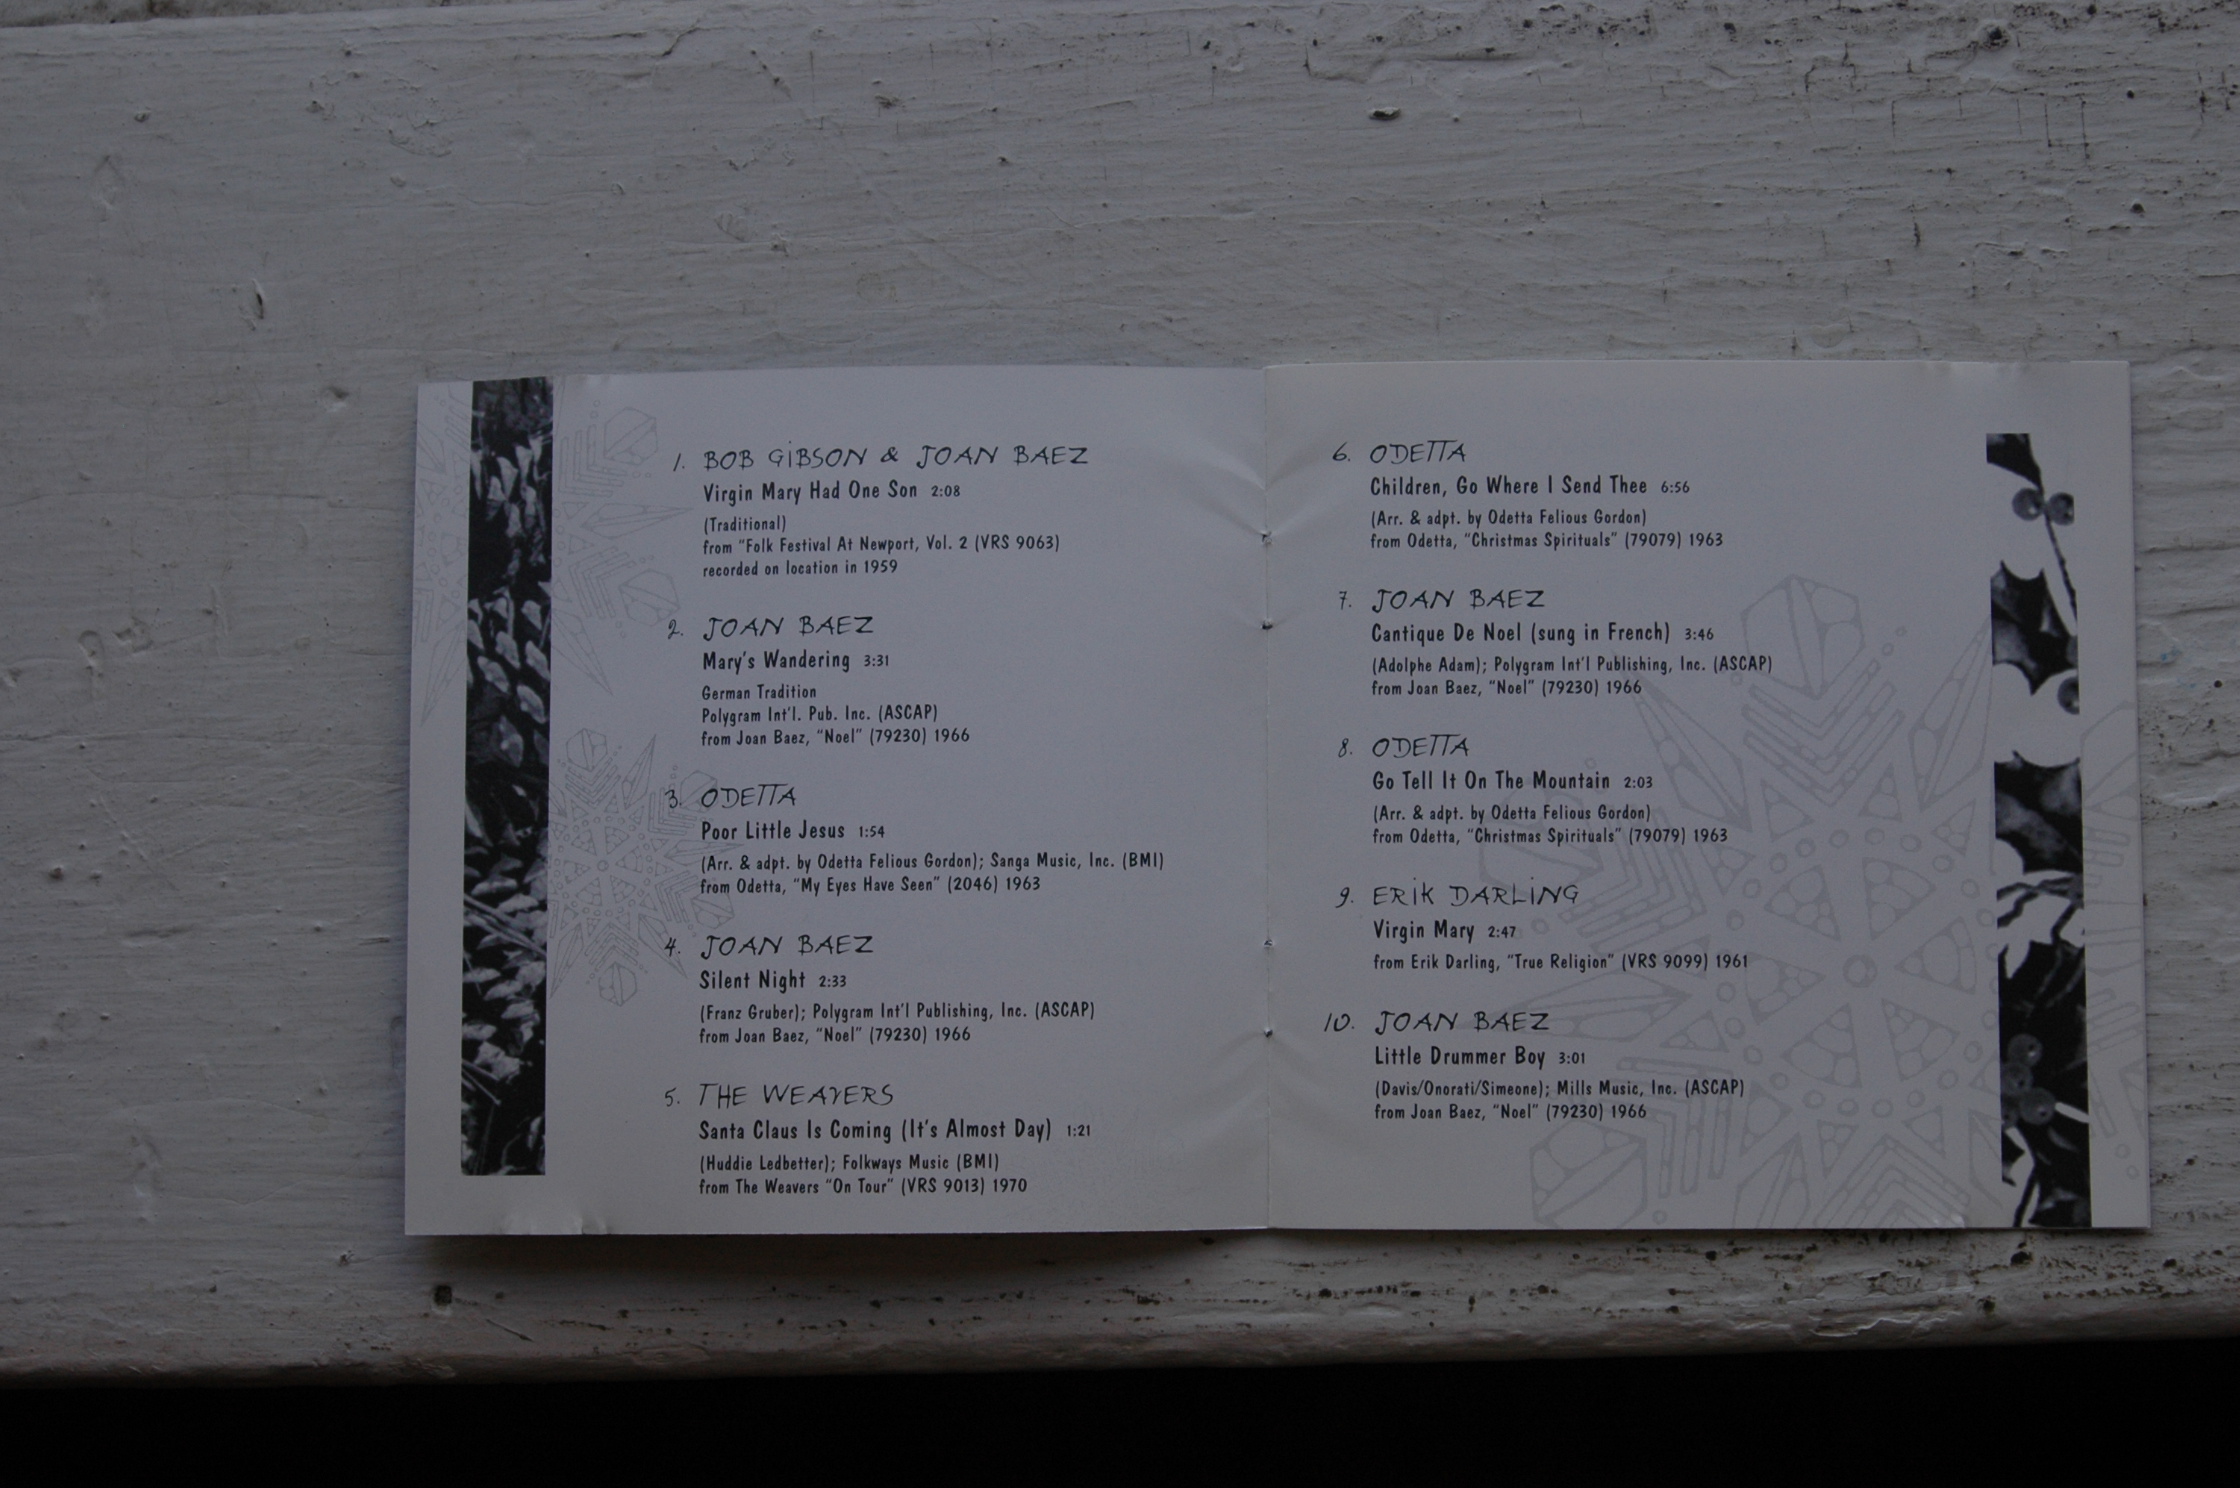 1. BOB GIBSON & JOAN BAEZ
Virgin Mary Had One Son 2:08
(Traditional)
from "Folk Festival At Newport, Vol. 2 (VRS 9063)
recorded on location in 1959
2. JOAN BAEZ
Mary's Wandering 3:31
German Tradition
Polygram Int'l. Pub. Inc. (ASCAP)
from Joan Baez, "Noel" (79230) 1966
3. ODETTA
Poor Little Jesus 1:54
(Arr. & adpt. by Odetta Felious Gordon); Sanga Music, Inc. (BMI)
from Odetta, "My Eyes Have Seen" (2046) 1963
4. JOAN BAEZ
Silent Night 2:33
(Franz Gruber); Polygram Int'l Publishing, Inc. (ASCAP)
from Joan Baez, "Noel" (79230) 1966
5. THE WEAVERS
Santa Claus Is Coming (It's Almost Day) 1:21
(Huddie Ledbetter); Folkways Music (BMI)
from The Weavers "On Tour" (VRS 9013) 1970
6. ODETTA
Children, Go Where I Send Thee 6:56
(Arr. & adpt. by Odetta Felious Gordon)
from Odetta, "Christmas Spirituals" (79079) 1963
7. JOAN BAEZ
Cantique De Noel (sung in French) 3:46
(Adolphe Adam); Polygram Int'l Publishing, Inc. (ASCAP)
from Joan Baez, "Noel" (79230) 1966
8. ODETTA
Go Tell It On The Mountain 2:03
(Arr. & adpt. by Odetta Felious Gordon)
from Odetta, "Christmas Spirituals" (79079) 1963
9. ERIK DARLING
Virgin Mary 2:47
from Erik Darling, "True Religion" (VRS 9099) 1961
10. JOAN BAEZ
Little Drummer Boy 3:01
(Davis/Onorati/Simeone); Mills Music, Inc. (ASCAP)
from Joan Baez, "Noel" (79230) 1966